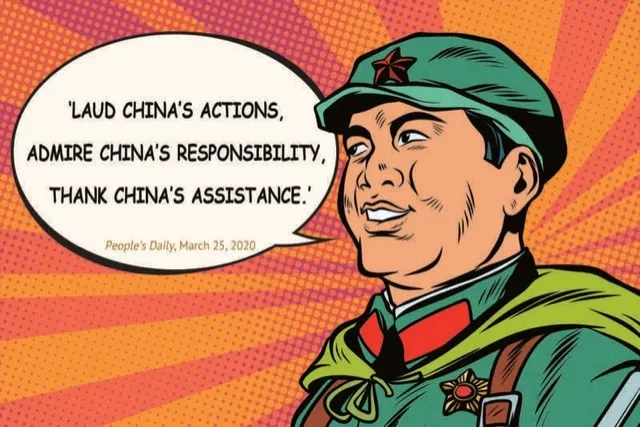 ‘LAUD CHINA’S ACTIONS,
ADMIRE CHINA’S RESPONSIBILITY,
THANK CHINA’S ASSISTANCE.’
People’s Daily, March 25, 2020